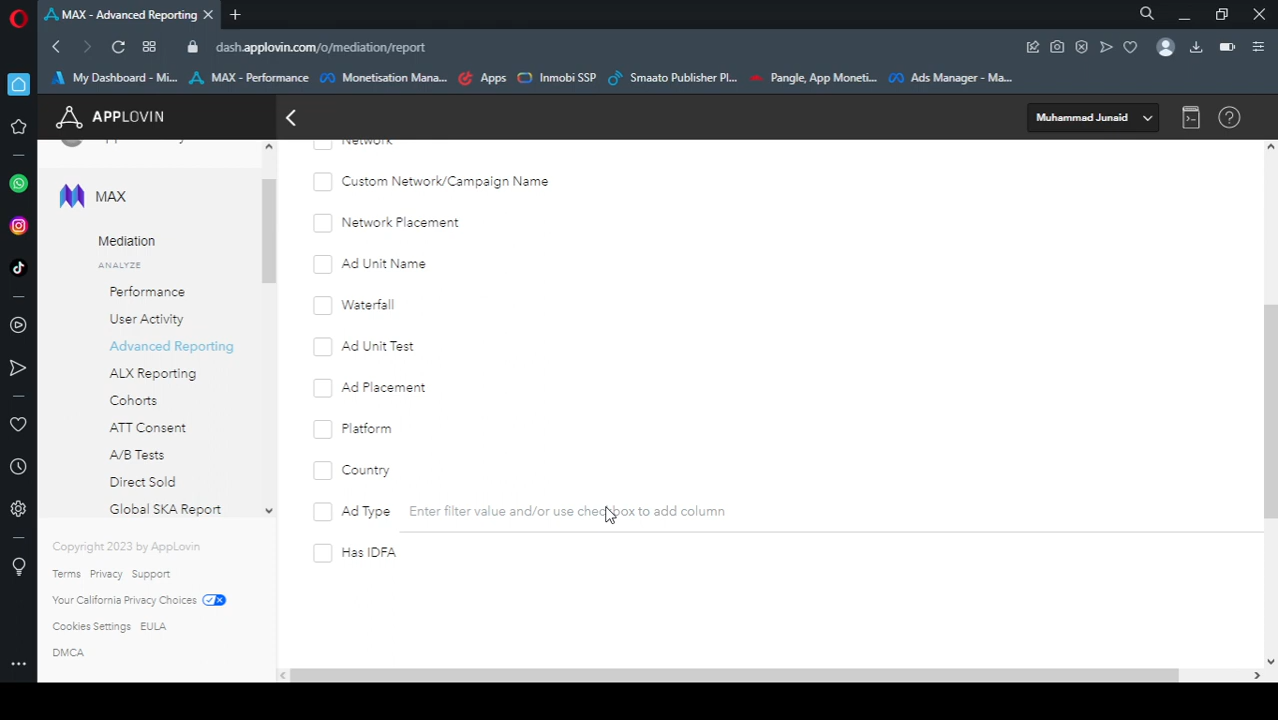 MAX - Advanced Reporting
dash.applovin.com/o/mediation/report
My Dashboard - Mi...
MAX - Performance
Monetisation Mana...
Apps
Inmobi SSP
Smaato Publisher Pl...
Pangle, App Moneti...
Ads Manager - Ma...
APPLOVIN
Muhammad Junaid
MAX
Mediation
ANALYZE
Performance
User Activity
Advanced Reporting
ALX Reporting
Cohorts
ATT Consent
A/B Tests
Direct Sold
Global SKA Report
Copyright 2023 by AppLovin
Terms Privacy Support
Your California Privacy Choices
Cookies Settings EULA
DMCA
Network
Custom Network/Campaign Name
Network Placement
Ad Unit Name
Waterfall
Ad Unit Test
Ad Placement
Platform
Country
Ad Type Enter filter value and/or use checkbox to add column
Has IDFA